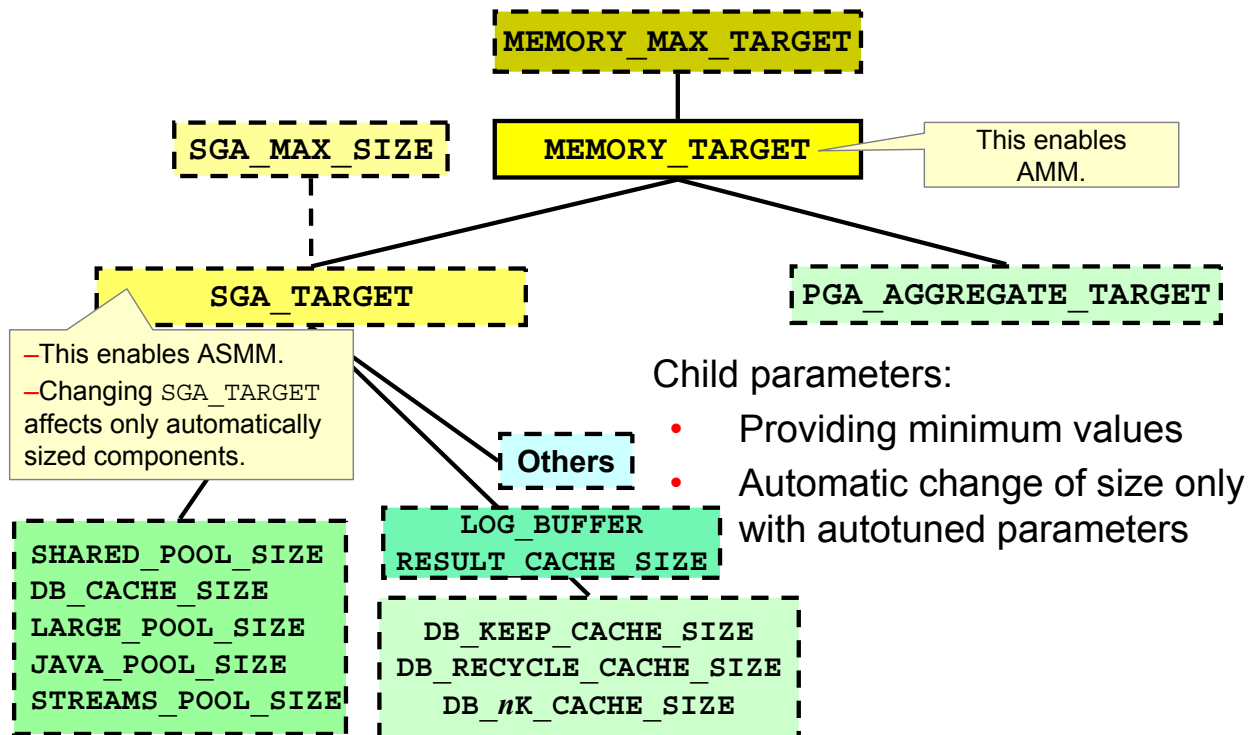 MEMORY_MAX_TARGET
SGA_MAX_SIZE
MEMORY_TARGET
This enables
AMM.
SGA_TARGET
PGA_AGGREGATE_TARGET
–This enables ASMM.
–Changing SGA_TARGET
affects only automatically
sized components.
Child parameters:
• Providing minimum values
• Automatic change of size only
with autotuned parameters
Others
LOG_BUFFER
RESULT_CACHE_SIZE
SHARED_POOL_SIZE
DB_CACHE_SIZE
LARGE_POOL_SIZE
JAVA_POOL_SIZE
STREAMS_POOL_SIZE
DB_KEEP_CACHE_SIZE
DB_RECYCLE_CACHE_SIZE
DB_nK_CACHE_SIZE